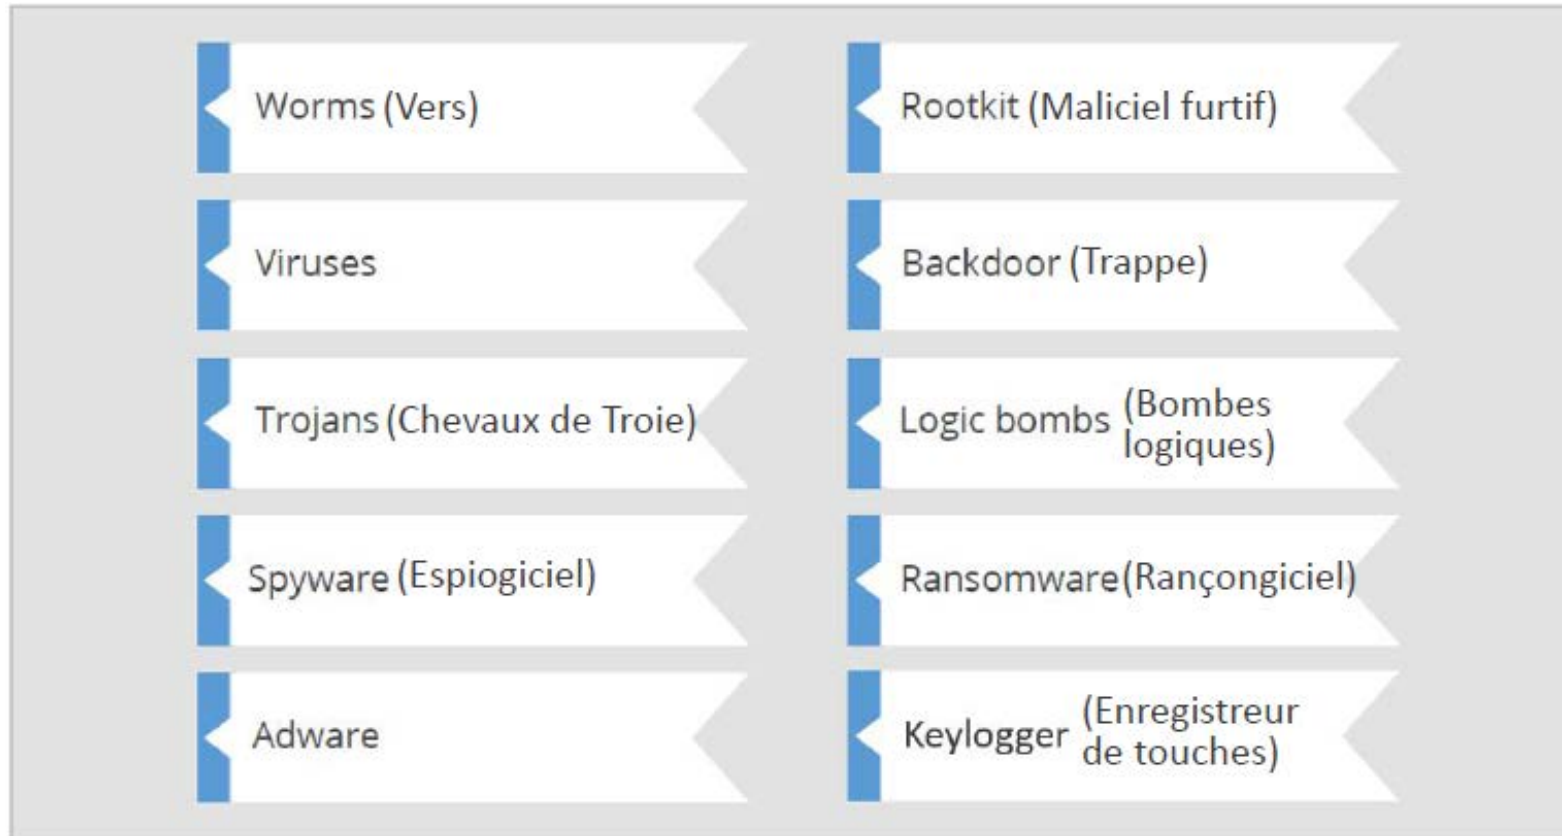 Worms (Vers)
Viruses
Trojans (Chevaux de Troie)
Spyware (Espiogiciel)
Adware
Rootkit (Maliciel furtif)
Backdoor (Trappe)
Logic bombs (Bombes
logiques)
Ransomware (Rançongiciel)
Keylogger (Enregistreur
de touches)